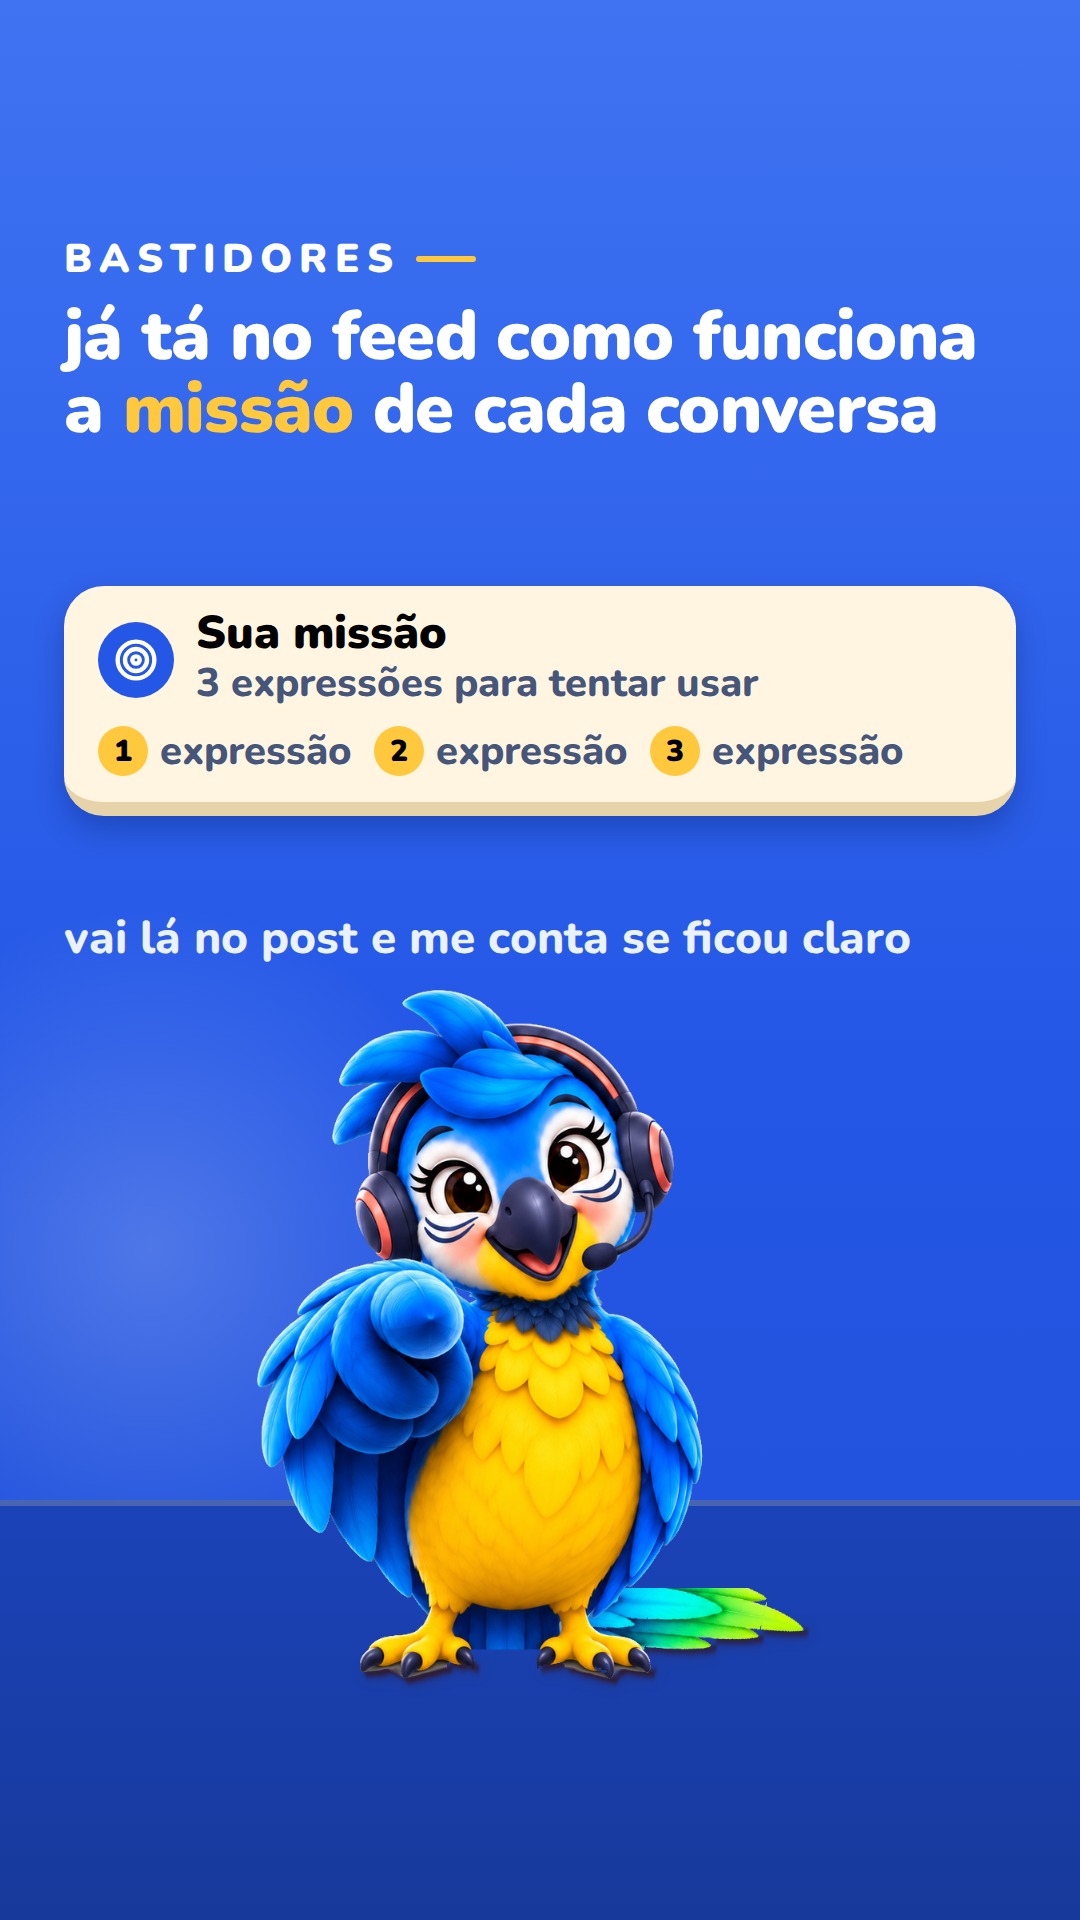 BASTIDORES
já tá no feed como funciona
a missão de cada conversa
Sua missão
3 expressões para tentar usar
1 expressão 2 expressão 3 expressão
vai lá no post e me conta se ficou claro